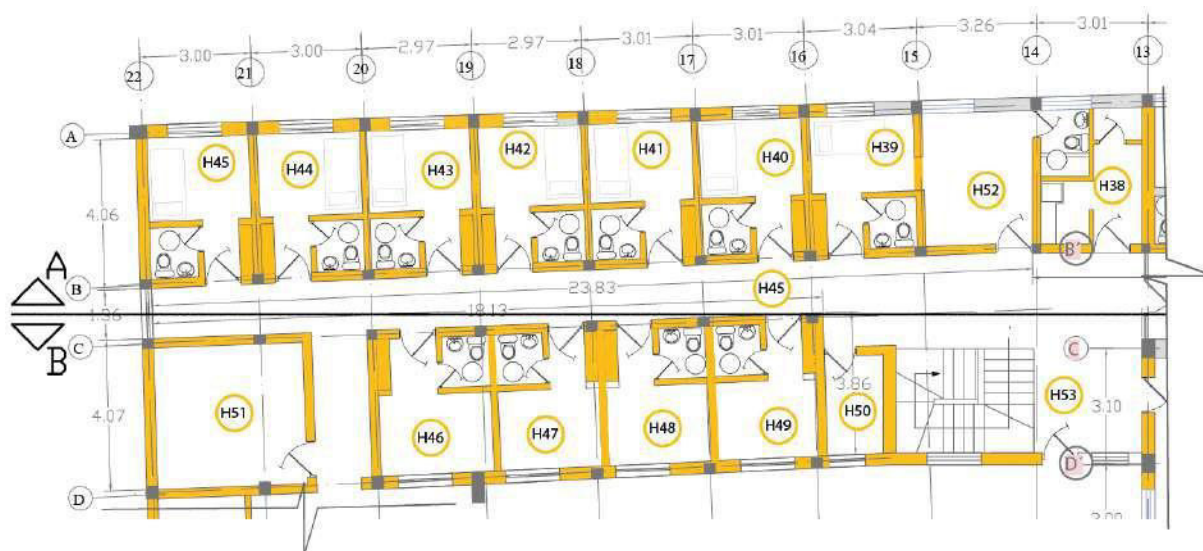 3.00 3.00 2.97 2.97 3.01 3.01 3.04 3.26 3.01
22 21 20 19 18 17 16 15 14 13
A
H45 H44 H43 H42 H41 H40 H39 H52 H38
4.06
A
B
B'
23.83
H45
18.13
1.36
C
B
C
3.86
4.07
H51 H46 H47 H48 H49 H50 H53
3.10
D
D'